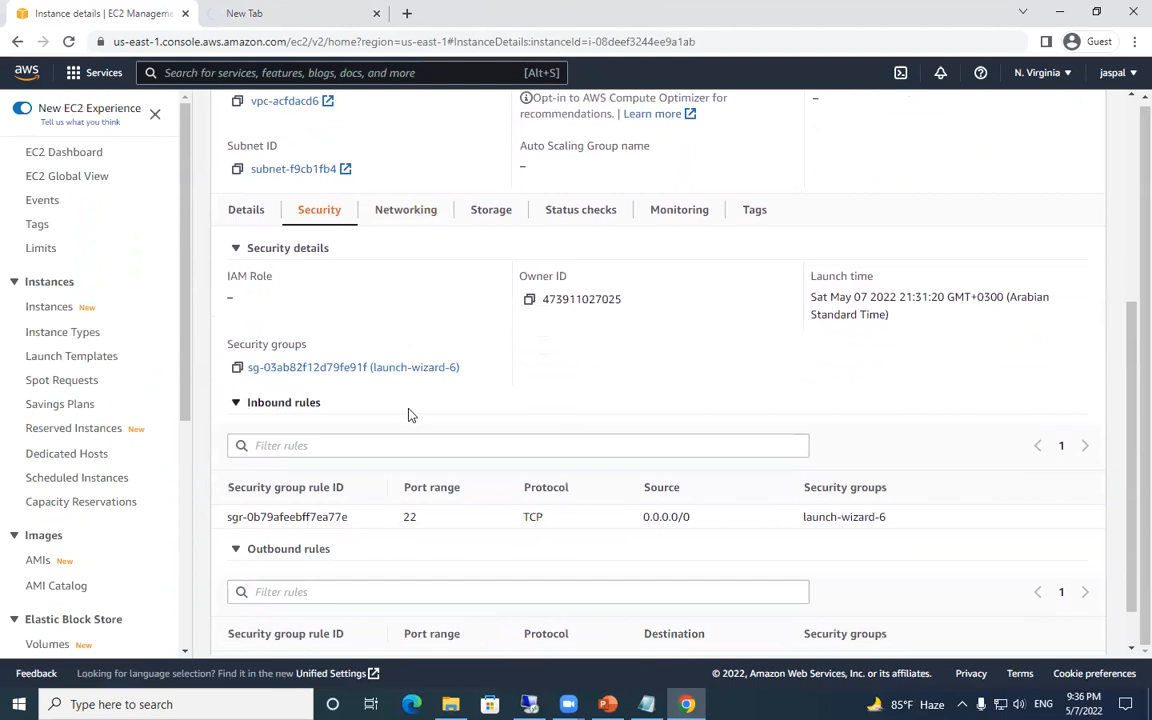 Instance details | EC2 Manageme
New Tab
us-east-1.console.aws.amazon.com/ec2/v2/home?region=us-east-1#InstanceDetails:instanceId=i-08deef3244ee9a1ab
Guest
aws
Services
Search for services, features, blogs, docs, and more
[Alt+S]
N. Virginia
jaspal
New EC2 Experience
Tell us what you think
EC2 Dashboard
EC2 Global View
Events
Tags
Limits
Instances
Instances New
Instance Types
Launch Templates
Spot Requests
Savings Plans
Reserved Instances New
Dedicated Hosts
Scheduled Instances
Capacity Reservations
Images
AMIs New
AMI Catalog
Elastic Block Store
Volumes New
vpc-acfdacd6
Opt-in to AWS Compute Optimizer for
recommendations. | Learn more
–
Subnet ID
subnet-f9cb1fb4
Auto Scaling Group name
–
Details
Security
Networking
Storage
Status checks
Monitoring
Tags
Security details
IAM Role
–
Owner ID
473911027025
Launch time
Sat May 07 2022 21:31:20 GMT+0300 (Arabian
Standard Time)
Security groups
sg-03ab82f12d79fe91f (launch-wizard-6)
Inbound rules
Filter rules
1
Security group rule ID Port range Protocol Source Security groups
sgr-0b79afeebff7ea77e 22 TCP 0.0.0.0/0 launch-wizard-6
Outbound rules
Filter rules
1
Security group rule ID Port range Protocol Destination Security groups
Feedback
Looking for language selection? Find it in the new Unified Settings
© 2022, Amazon Web Services, Inc. or its affiliates.
Privacy
Terms
Cookie preferences
Type here to search
85°F Haze
ENG
9:36 PM
5/7/2022